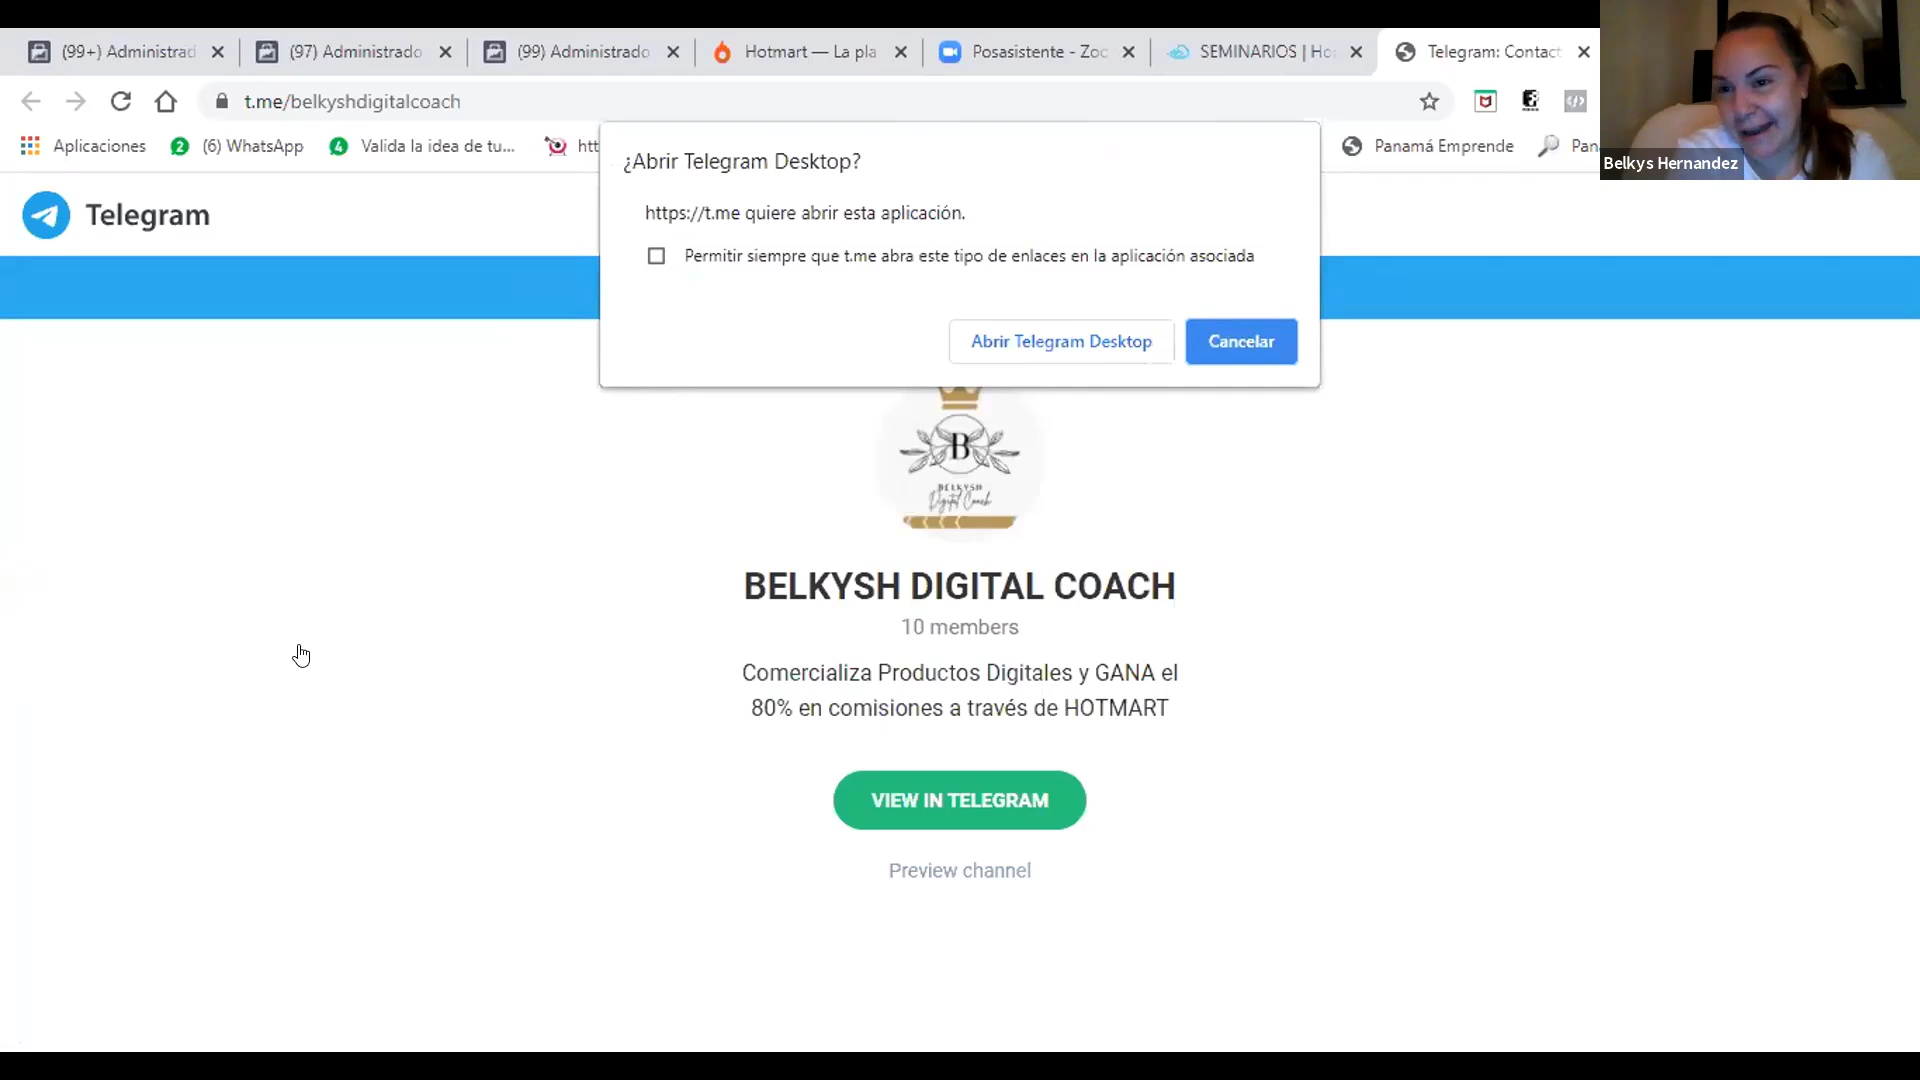 (99+) Administrad
(97) Administrado
(99) Administrado
Hotmart — La pla
Posasistente - Zoo
SEMINARIOS | Ho
Telegram: Contact
t.me/belkyshdigitalcoach
Aplicaciones
2
(6) WhatsApp
4
Valida la idea de tu...
htt
Panamá Emprende
Pan
Belkys Hernandez
¿Abrir Telegram Desktop?
https://t.me quiere abrir esta aplicación.
Permitir siempre que t.me abra este tipo de enlaces en la aplicación asociada
Abrir Telegram Desktop
Cancelar
Telegram
B
BELKYSH
Digital Coach
BELKYSH DIGITAL COACH
10 members
Comercializa Productos Digitales y GANA el
80% en comisiones a través de HOTMART
VIEW IN TELEGRAM
Preview channel